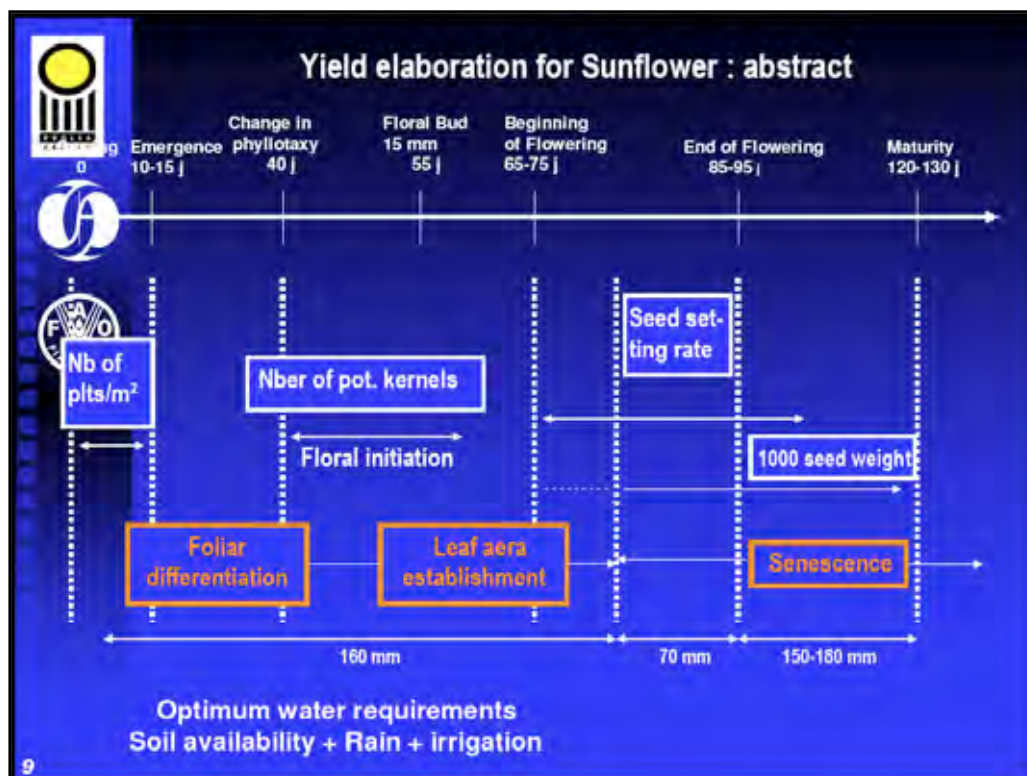 Yield elaboration for Sunflower : abstract
Emergence
10-15 j
Change in
phyllotaxy
40 j
Floral Bud
15 mm
55 j
Beginning
of Flowering
65-75 j
End of Flowering
85-95 j
Maturity
120-130 j
0
F A O
Nb of
plts/m²
Nber of pot. kernels
Seed set-
ting rate
Floral initiation
1000 seed weight
Foliar
differentiation
Leaf aera
establishment
Senescence
160 mm
70 mm
150-180 mm
Optimum water requirements
Soil availability + Rain + irrigation
9